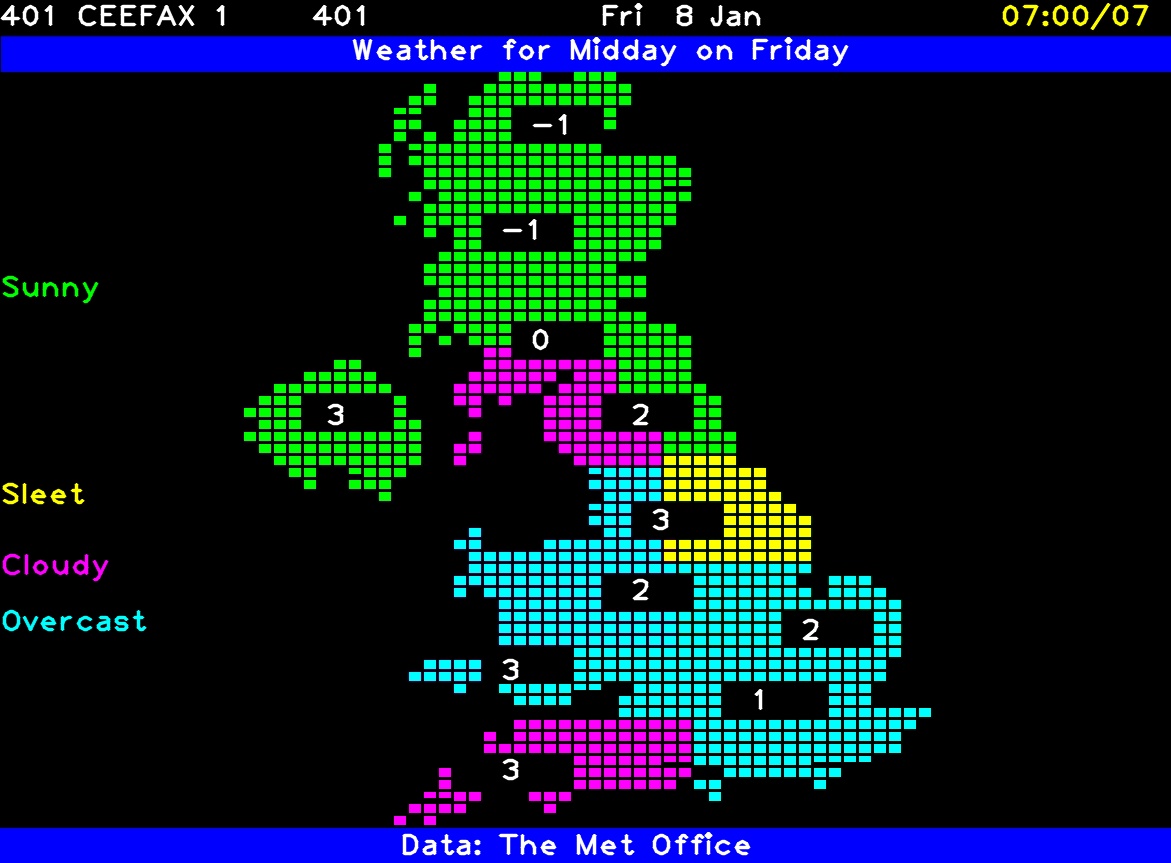 401 CEEFAX 1 401 Fri 8 Jan 07:00/07
Weather for Midday on Friday
-1
-1
Sunny
0
3 2
Sleet
3
Cloudy
2
Overcast
2
3
1
3
Data: The Met Office